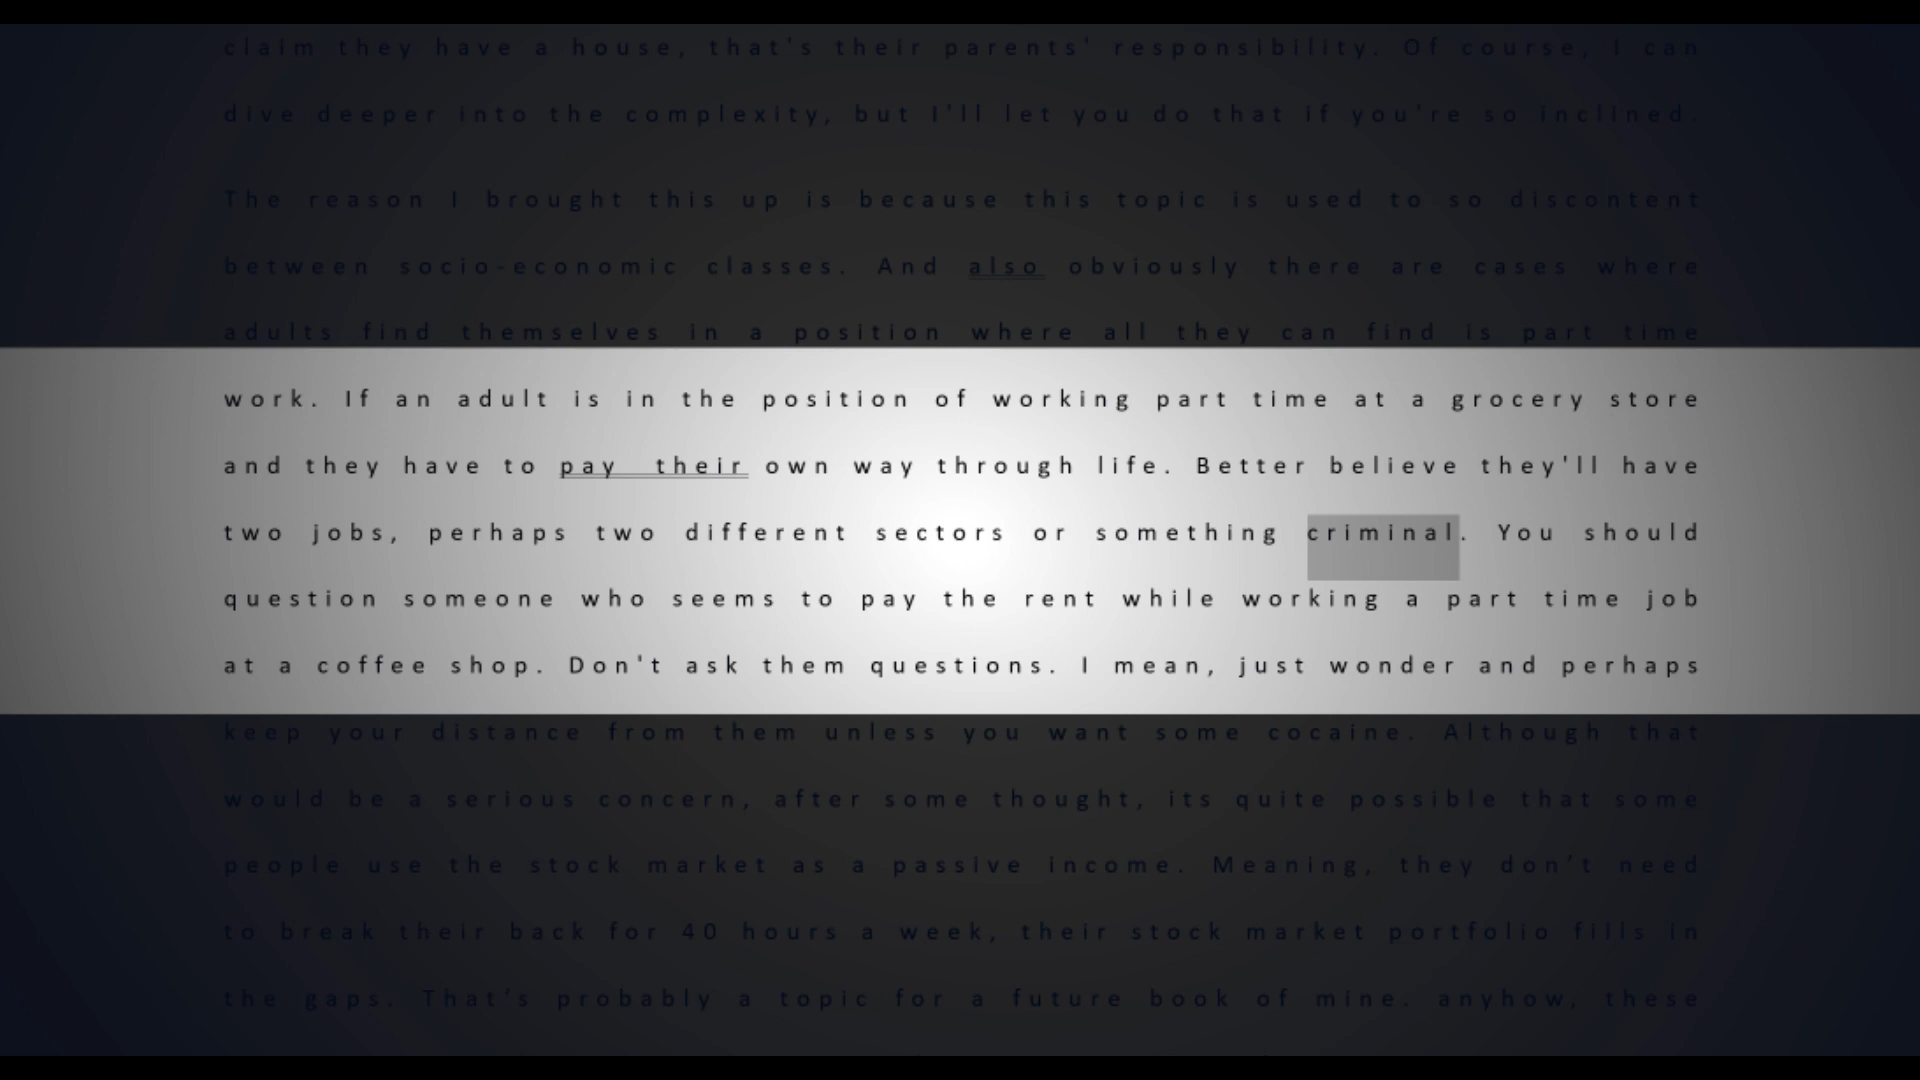 claim they have a house, that's their parents' responsibility. Of course, I can
dive deeper into the complexity, but I'll let you do that if you're so inclined.
The reason I brought this up is because this topic is used to so discontent
between socio-economic classes. And also obviously there are cases where
adults find themselves in a position where all they can find is part time
work. If an adult is in the position of working part time at a grocery store
and they have to pay their own way through life. Better believe they'll have
two jobs, perhaps two different sectors or something criminal. You should
question someone who seems to pay the rent while working a part time job
at a coffee shop. Don't ask them questions. I mean, just wonder and perhaps
keep your distance from them unless you want some cocaine. Although that
would be a serious concern, after some thought, its quite possible that some
people use the stock market as a passive income. Meaning, they don't need
to break their back for 40 hours a week, their stock market portfolio fills in
the gaps. That's probably a topic for a future book of mine. anyhow, these